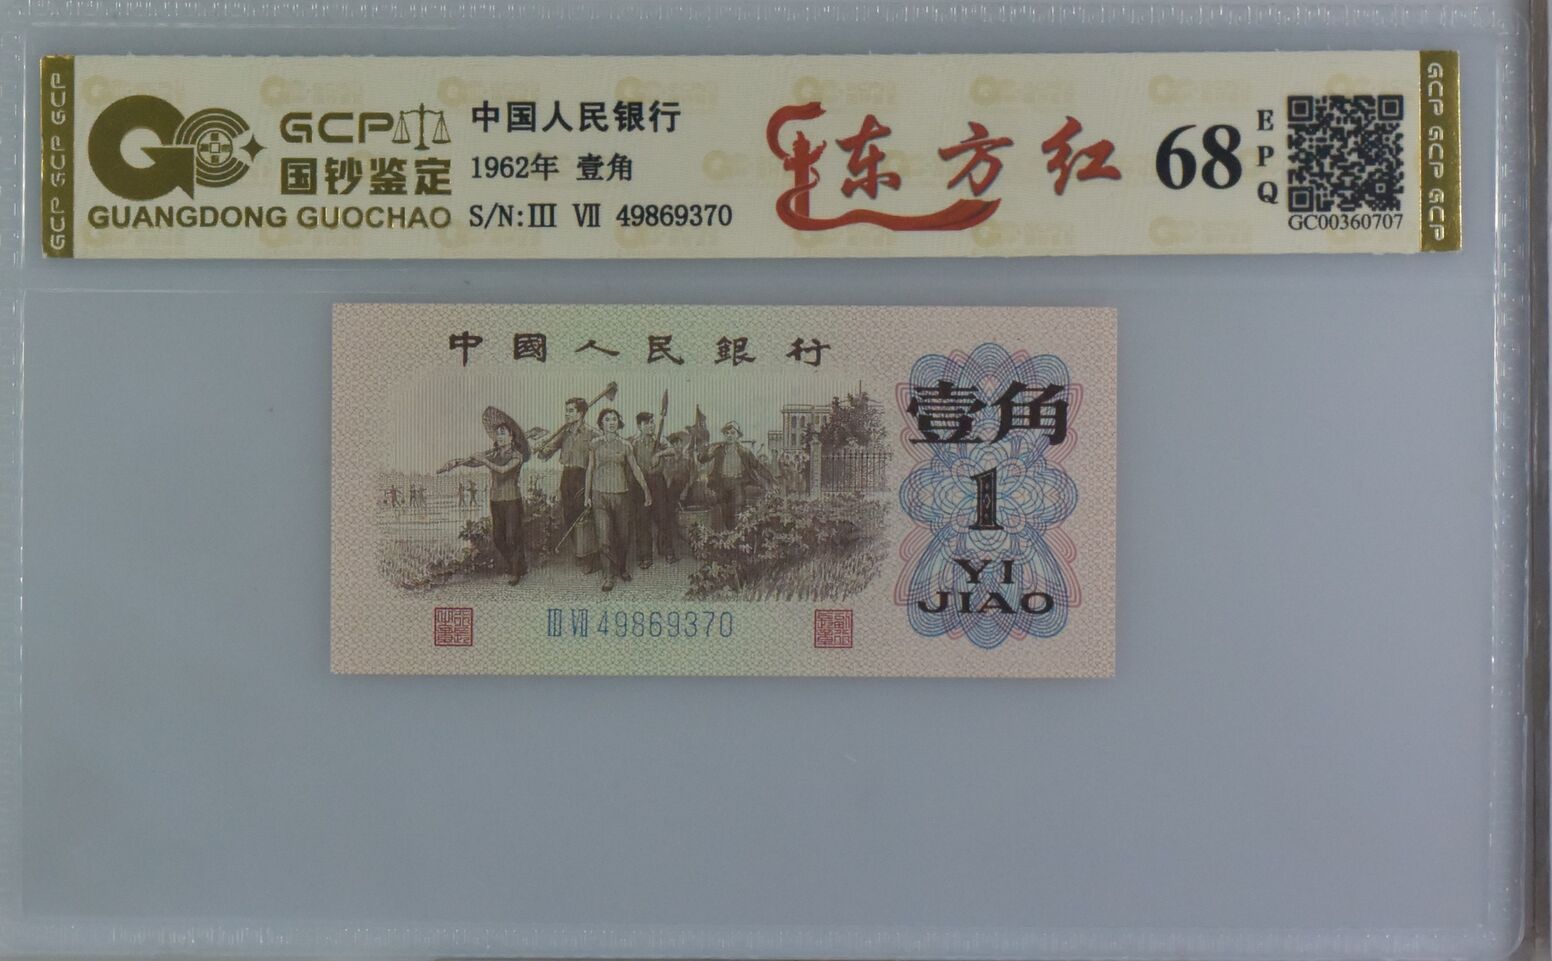 GCP GCP GCP
GCP
国钞鉴定
GUANGDONG GUOCHAO
中国人民银行
1962年 壹角
S/N:III VII 49869370
东方红
68
EPQ
GC00360707
GCP GCP GCP
中國人民銀行
壹角
1
YI
JIAO
III VII 49869370